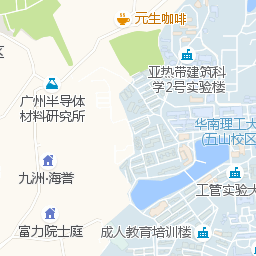 元生咖啡
区
亚热带建筑科
学2号实验楼
广州半导体
材料研究所
华南理工大
(五山校区
九洲·海誉
工管实验大
富力院士庭
成人教育培训楼